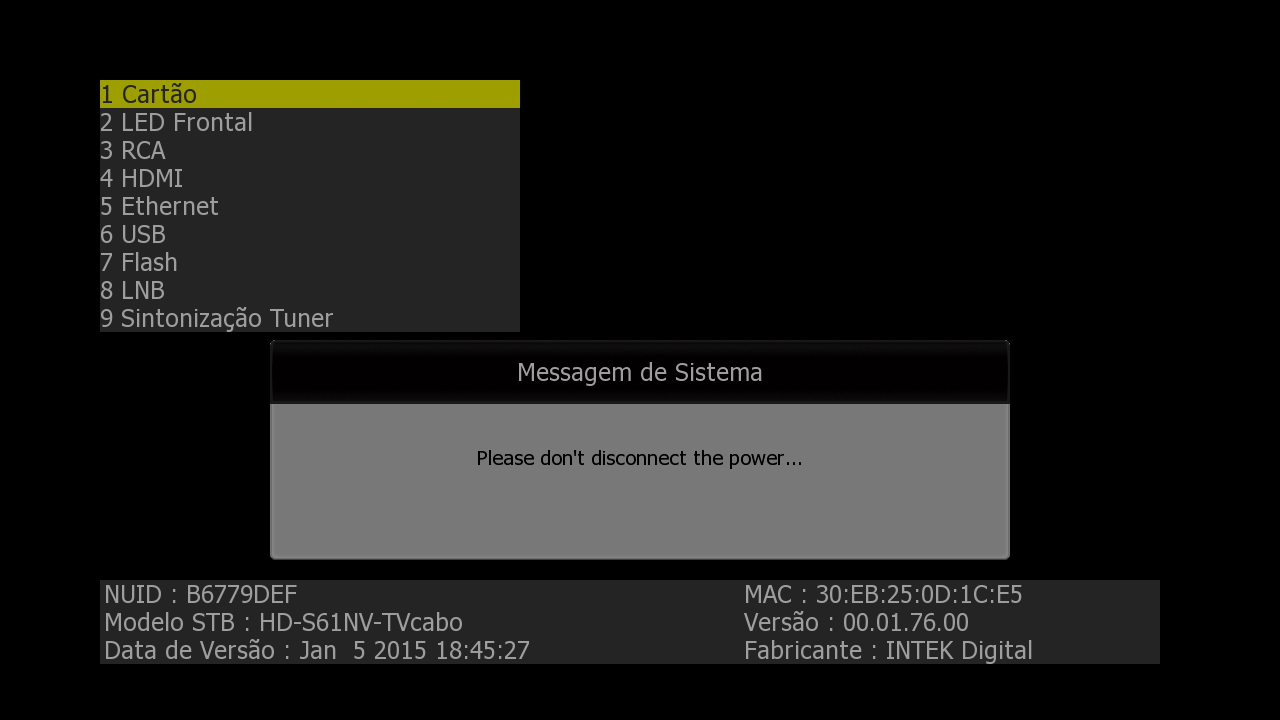 1 Cartão
2 LED Frontal
3 RCA
4 HDMI
5 Ethernet
6 USB
7 Flash
8 LNB
9 Sintonização Tuner
Messagem de Sistema
Please don't disconnect the power...
NUID : B6779DEF
MAC : 30:EB:25:0D:1C:E5
Modelo STB : HD-S61NV-TVcabo
Versão : 00.01.76.00
Data de Versão : Jan  5 2015 18:45:27
Fabricante : INTEK Digital